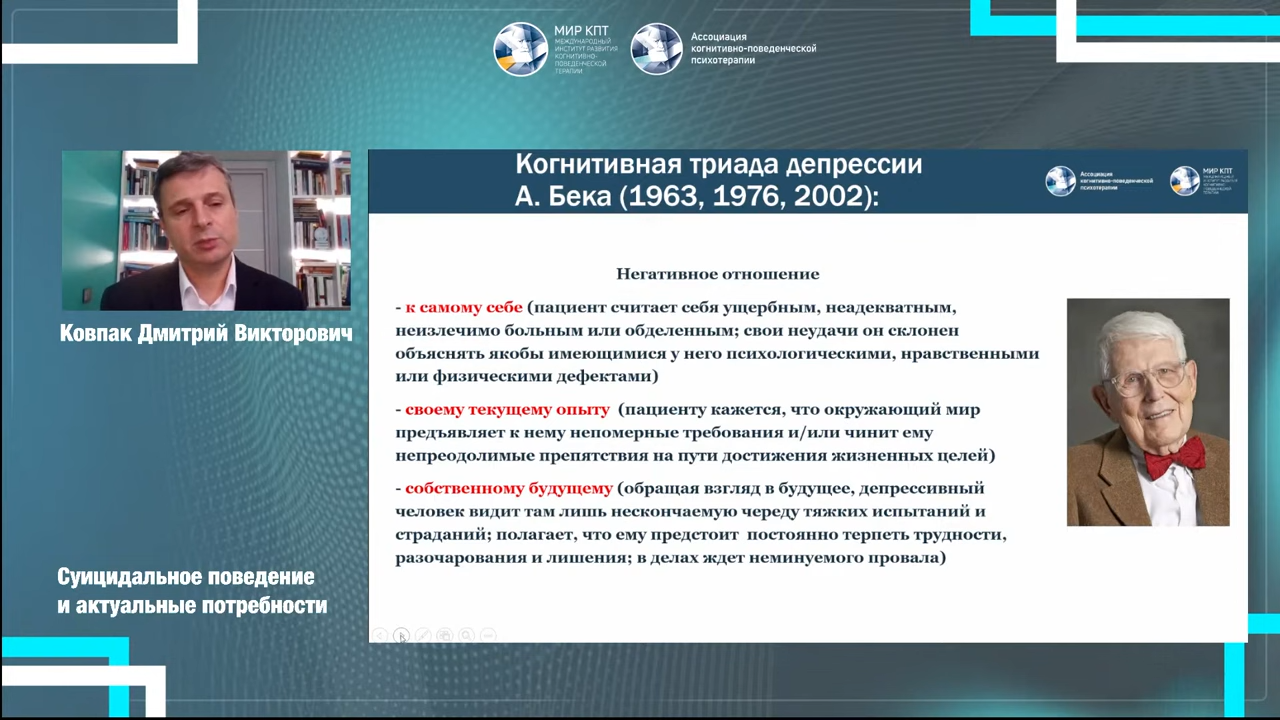 МИР КПТ
МЕЖДУНАРОДНЫЙ
ИНСТИТУТ РАЗВИТИЯ
КОГНИТИВНО-
ПОВЕДЕНЧЕСКОЙ
ТЕРАПИИ
Ассоциация
когнитивно-поведенческой
психотерапии
Когнитивная триада депрессии
А. Бека (1963, 1976, 2002):
Ассоциация
когнитивно-поведенческой
психотерапии
МИР КПТ
Негативное отношение
- к самому себе (пациент считает себя ущербным, неадекватным,
неизлечимо больным или обделенным; свои неудачи он склонен
объяснять якобы имеющимися у него психологическими, нравственными
или физическими дефектами)
- своему текущему опыту (пациенту кажется, что окружающий мир
предъявляет к нему непомерные требования и/или чинит ему
непреодолимые препятствия на пути достижения жизненных целей)
- собственному будущему (обращая взгляд в будущее, депрессивный
человек видит там лишь нескончаемую череду тяжких испытаний и
страданий; полагает, что ему предстоит постоянно терпеть трудности,
разочарования и лишения; в делах ждет неминуемого провала)
Ковпак Дмитрий Викторович
Суицидальное поведение
и актуальные потребности